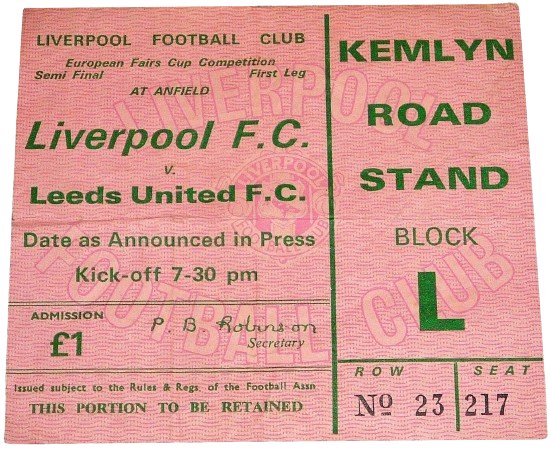 LIVERPOOL FOOTBALL CLUB
European Fairs Cup Competition
Semi Final First Leg
AT ANFIELD
Liverpool F.C.
v.
Leeds United F.C.
Date as Announced in Press
Kick-off 7-30 pm
ADMISSION
£1
P. B. Robinson
Secretary
Issued subject to the Rules & Regs. of the Football Assn
THIS PORTION TO BE RETAINED
KEMLYN
ROAD
STAND
BLOCK
L
ROW SEAT
No 23 217
LIVERPOOL
FOOTBALL CLUB
LIVERPOOL